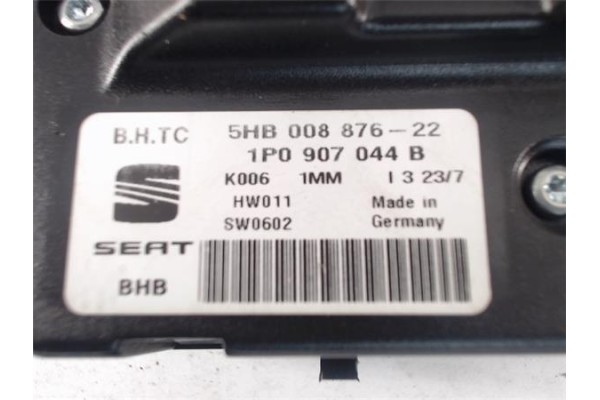 B.H.TC 5HB 008 876-22
1P0 907 044 B
K006 1MM I 3 23/7
HW011 Made in
SW0602 Germany
SEAT
BHB